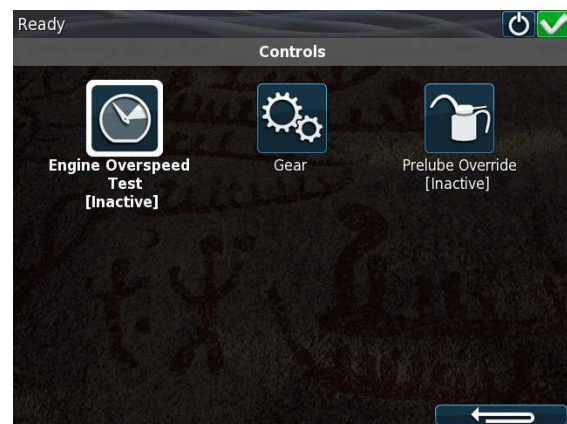 Ready
Controls
Engine Overspeed
Test
[Inactive]
Gear
Prelube Override
[Inactive]